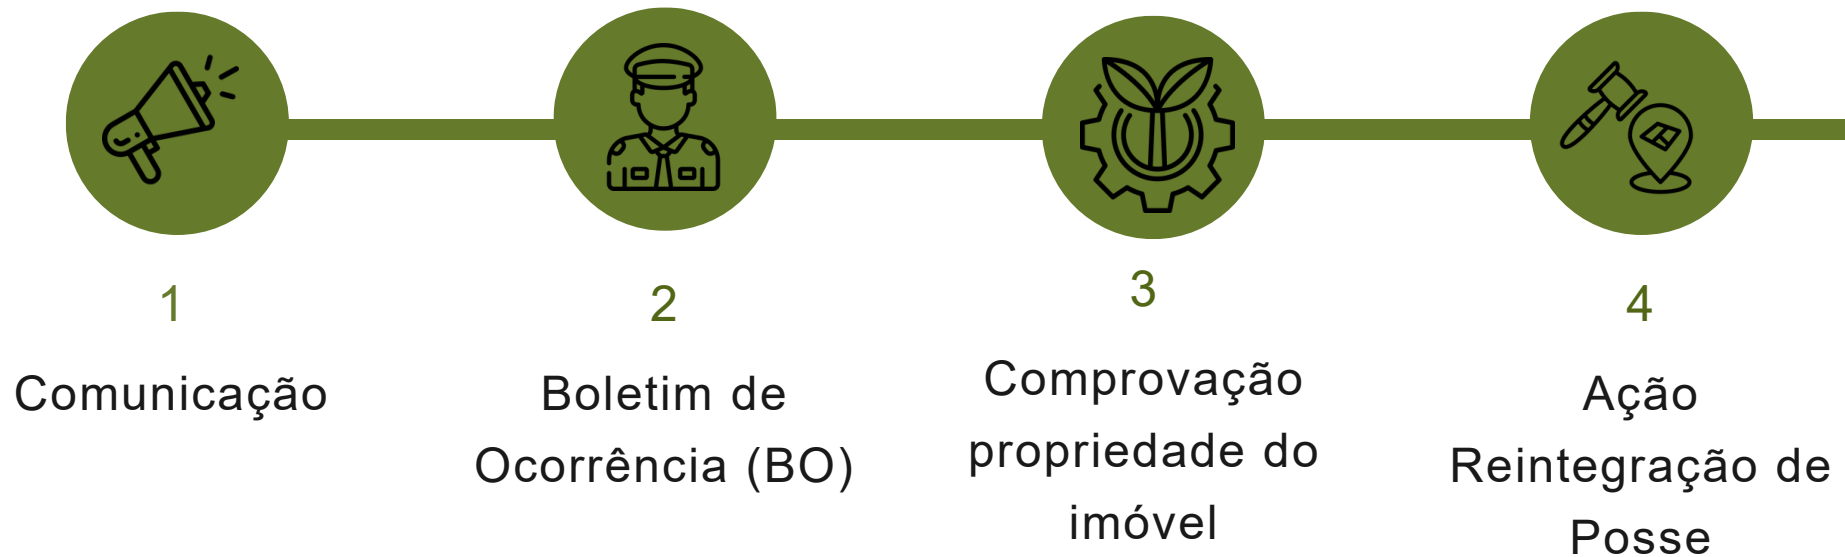 1
Comunicação
2
Boletim de
Ocorrência (BO)
3
Comprovação
propriedade do
imóvel
4
Ação
Reintegração de
Posse